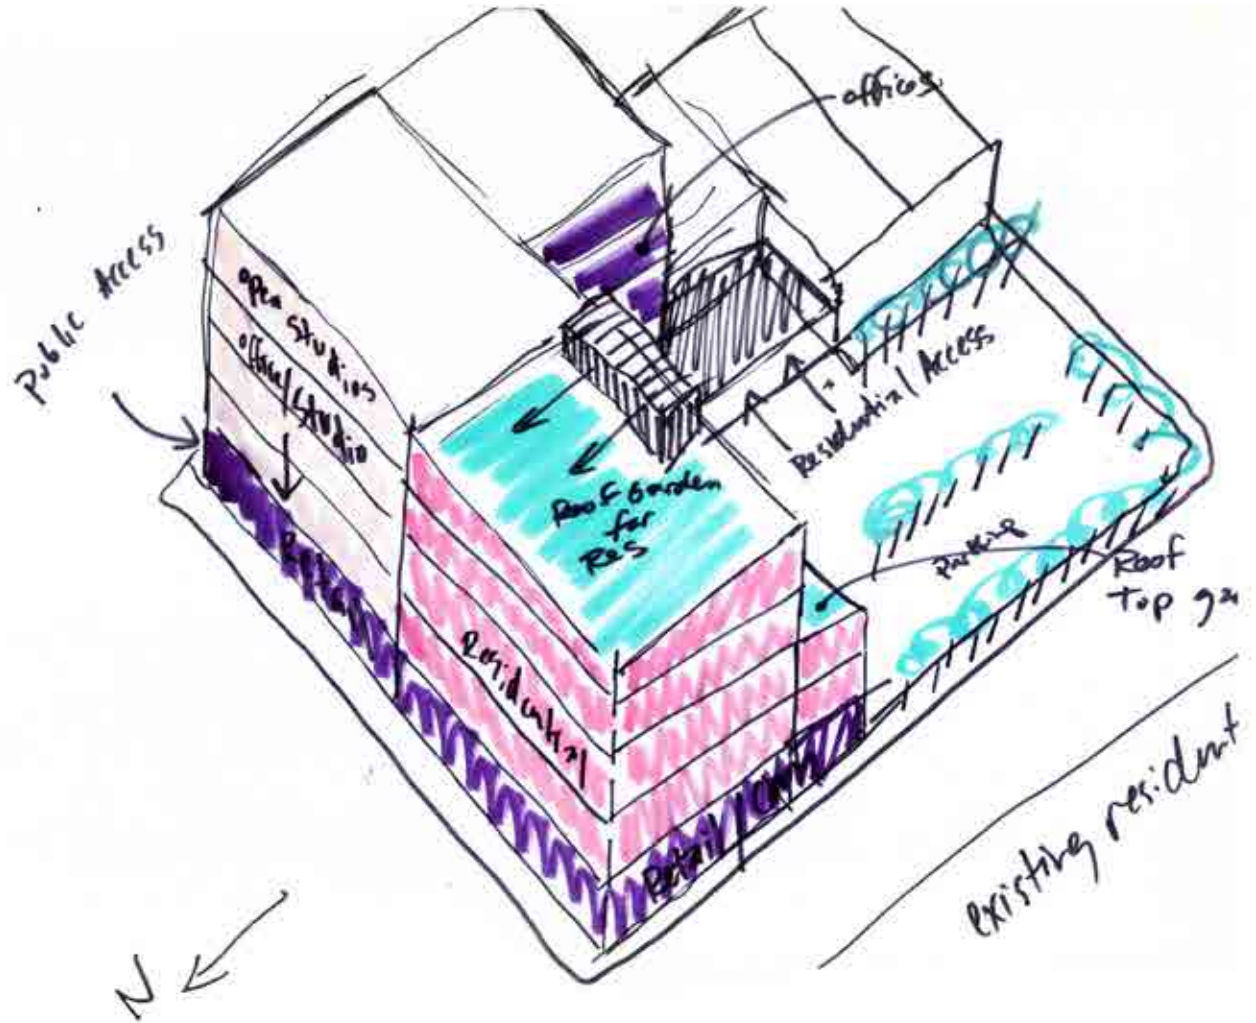 offices
Public Access
open studios
office/studio
Retail
Residential Access
Roof Garden
for
Res
Parking
Roof
Top ga
Residential
Retail
existing resident
N